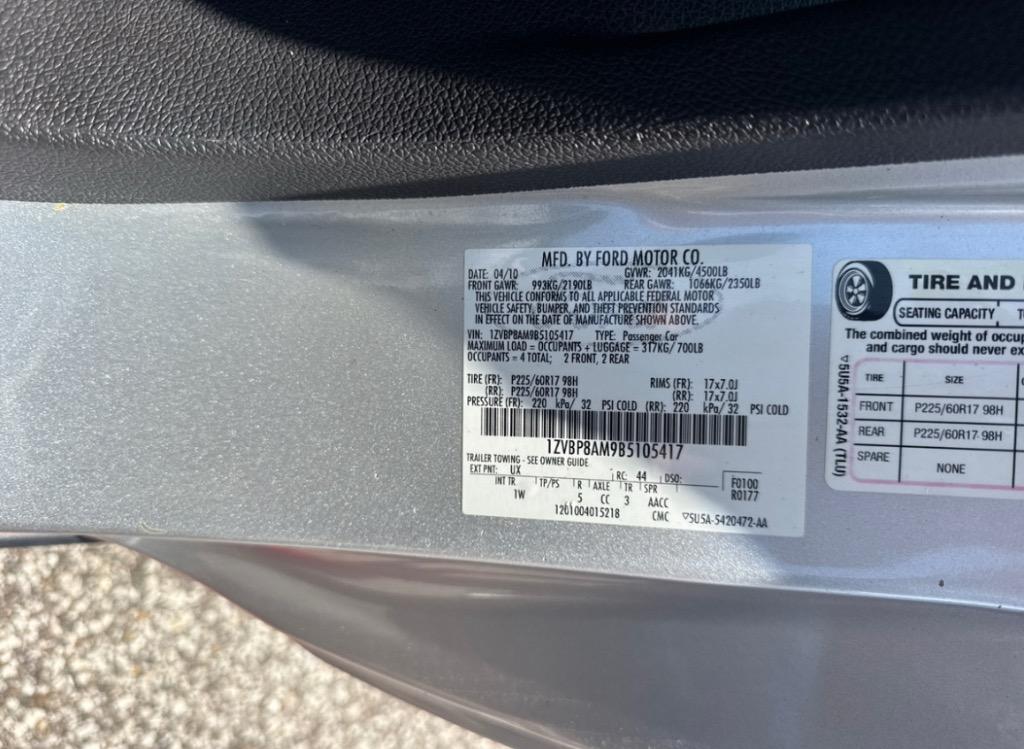 MFD. BY FORD MOTOR CO.
DATE: 04/10 GVWR: 2041KG/4500LB
FRONT GAWR: 993KG/2190LB REAR GAWR: 1066KG/2350LB
THIS VEHICLE CONFORMS TO ALL APPLICABLE FEDERAL MOTOR
VEHICLE SAFETY, BUMPER, AND THEFT PREVENTION STANDARDS
IN EFFECT ON THE DATE OF MANUFACTURE SHOWN ABOVE.
VIN: 1ZVBP8AM9B5105417 TYPE: Passenger Car
MAXIMUM LOAD = OCCUPANTS + LUGGAGE = 317KG/700LB
OCCUPANTS = 4 TOTAL; 2 FRONT, 2 REAR
TIRE (FR): P225/60R17 98H RIMS (FR): 17x7.0J
(RR): P225/60R17 98H (RR): 17x7.0J
PRESSURE (FR): 220 kPa/ 32 PSI COLD (RR): 220 kPa/ 32 PSI COLD
1ZVBP8AM9B5105417
TRAILER TOWING - SEE OWNER GUIDE
EXT PNT: UX RC: 44 DSO: F0100
INT TR TP/PS R AXLE TR SPR R0177
1W 5 CC 3 AACC
1201004015218 CMC ▽5U5A-5420472-AA
TIRE AND
SEATING CAPACITY
The combined weight of
and cargo should never
TIRE SIZE
FRONT P225/60R17 98H
REAR P225/60R17 98H
SPARE NONE
▽5U5A-1532-AA (TLU)